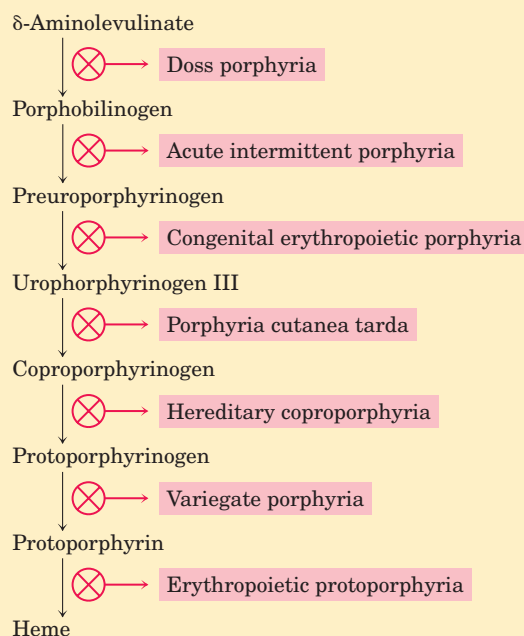 δ-Aminolevulinate
Doss porphyria
Porphobilinogen
Acute intermittent porphyria
Preuroporphyrinogen
Congenital erythropoietic porphyria
Urophorphyrinogen III
Porphyria cutanea tarda
Coproporphyrinogen
Hereditary coproporphyria
Protoporphyrinogen
Variegate porphyria
Protoporphyrin
Erythropoietic protoporphyria
Heme